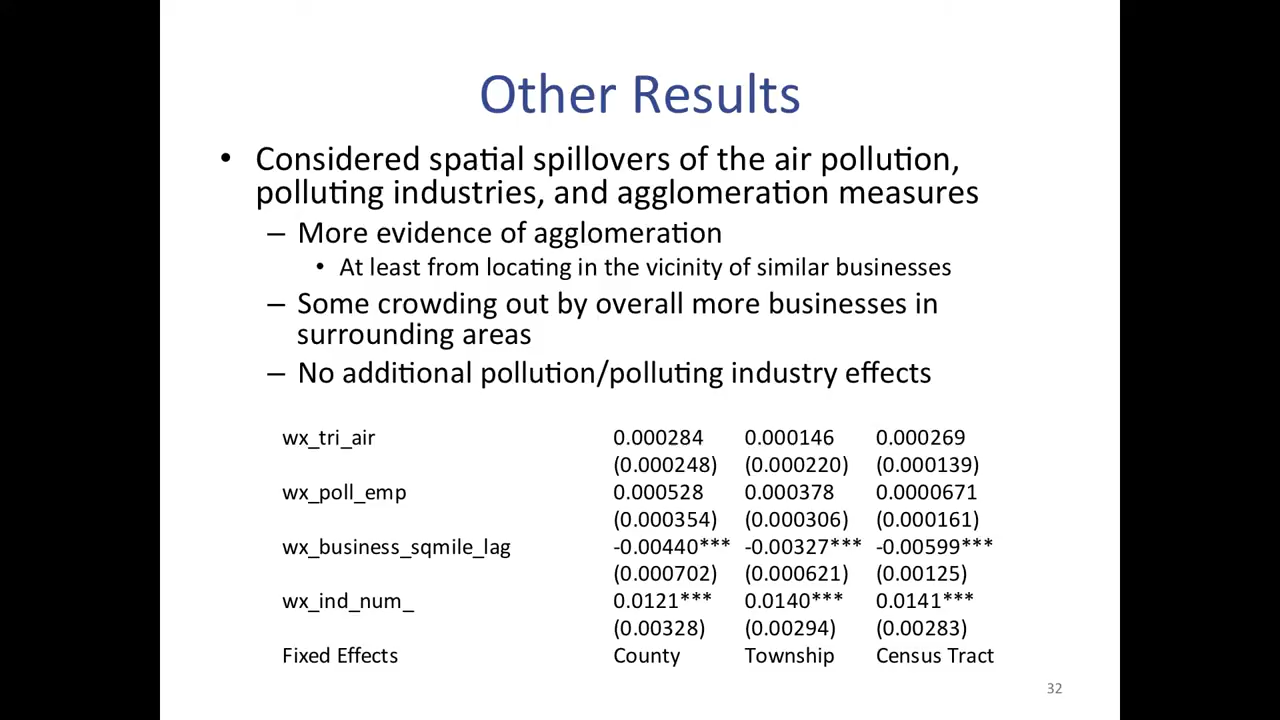 Other Results
• Considered spatial spillovers of the air pollution,
polluting industries, and agglomeration measures
– More evidence of agglomeration
• At least from locating in the vicinity of similar businesses
– Some crowding out by overall more businesses in
surrounding areas
– No additional pollution/polluting industry effects
wx_tri_air 0.000284 0.000146 0.000269
(0.000248) (0.000220) (0.000139)
wx_poll_emp 0.000528 0.000378 0.0000671
(0.000354) (0.000306) (0.000161)
wx_business_sqmile_lag -0.00440*** -0.00327*** -0.00599***
(0.000702) (0.000621) (0.00125)
wx_ind_num_ 0.0121*** 0.0140*** 0.0141***
(0.00328) (0.00294) (0.00283)
Fixed Effects County Township Census Tract
32